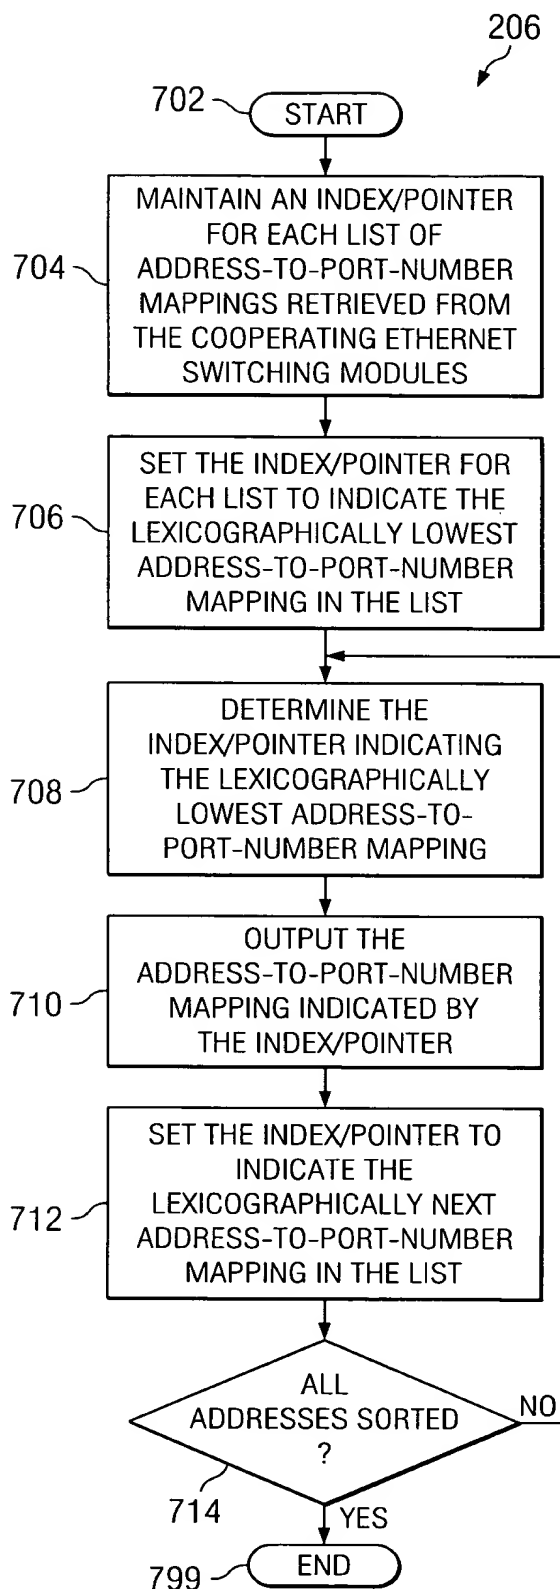 206
702
START
704
MAINTAIN AN INDEX/POINTER
FOR EACH LIST OF
ADDRESS-TO-PORT-NUMBER
MAPPINGS RETRIEVED FROM
THE COOPERATING ETHERNET
SWITCHING MODULES
706
SET THE INDEX/POINTER FOR
EACH LIST TO INDICATE THE
LEXICOGRAPHICALLY LOWEST
ADDRESS-TO-PORT-NUMBER
MAPPING IN THE LIST
708
DETERMINE THE
INDEX/POINTER INDICATING
THE LEXICOGRAPHICALLY
LOWEST ADDRESS-TO-
PORT-NUMBER MAPPING
710
OUTPUT THE
ADDRESS-TO-PORT-NUMBER
MAPPING INDICATED BY
THE INDEX/POINTER
712
SET THE INDEX/POINTER TO
INDICATE THE
LEXICOGRAPHICALLY NEXT
ADDRESS-TO-PORT-NUMBER
MAPPING IN THE LIST
ALL
ADDRESSES SORTED
?
NO
714
YES
799
END